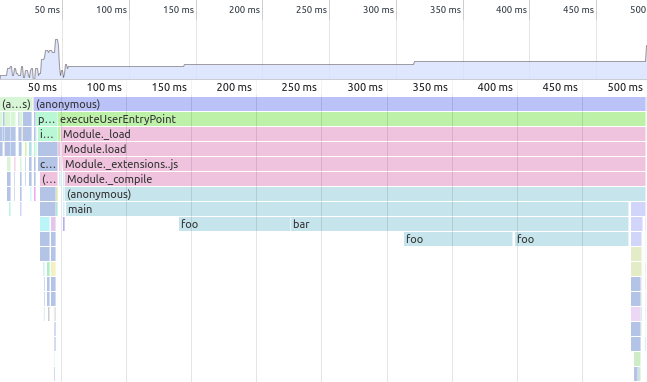 50 ms 100 ms 150 ms 200 ms 250 ms 300 ms 350 ms 400 ms 450 ms 500
50 ms 100 ms 150 ms 200 ms 250 ms 300 ms 350 ms 400 ms 450 ms 500 ms
(a...s) (anonymous)
p... executeUserEntryPoint
i... Module._load
Module.load
c... Module._extensions..js
(... Module._compile
(anonymous)
main
foo bar
foo foo